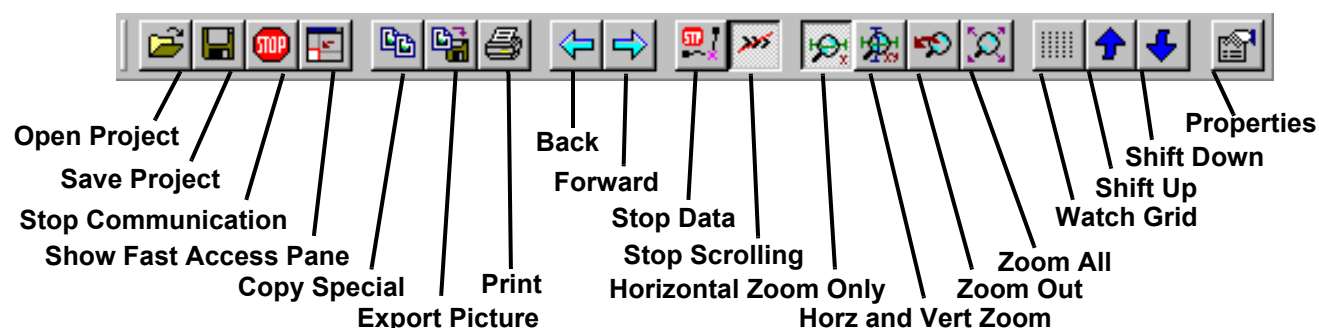 STOP
STP
x
xy
Open Project
Save Project
Stop Communication
Show Fast Access Pane
Copy Special
Export Picture
Print
Back
Forward
Stop Data
Stop Scrolling
Horizontal Zoom Only
Horz and Vert Zoom
Zoom Out
Zoom All
Watch Grid
Shift Up
Shift Down
Properties